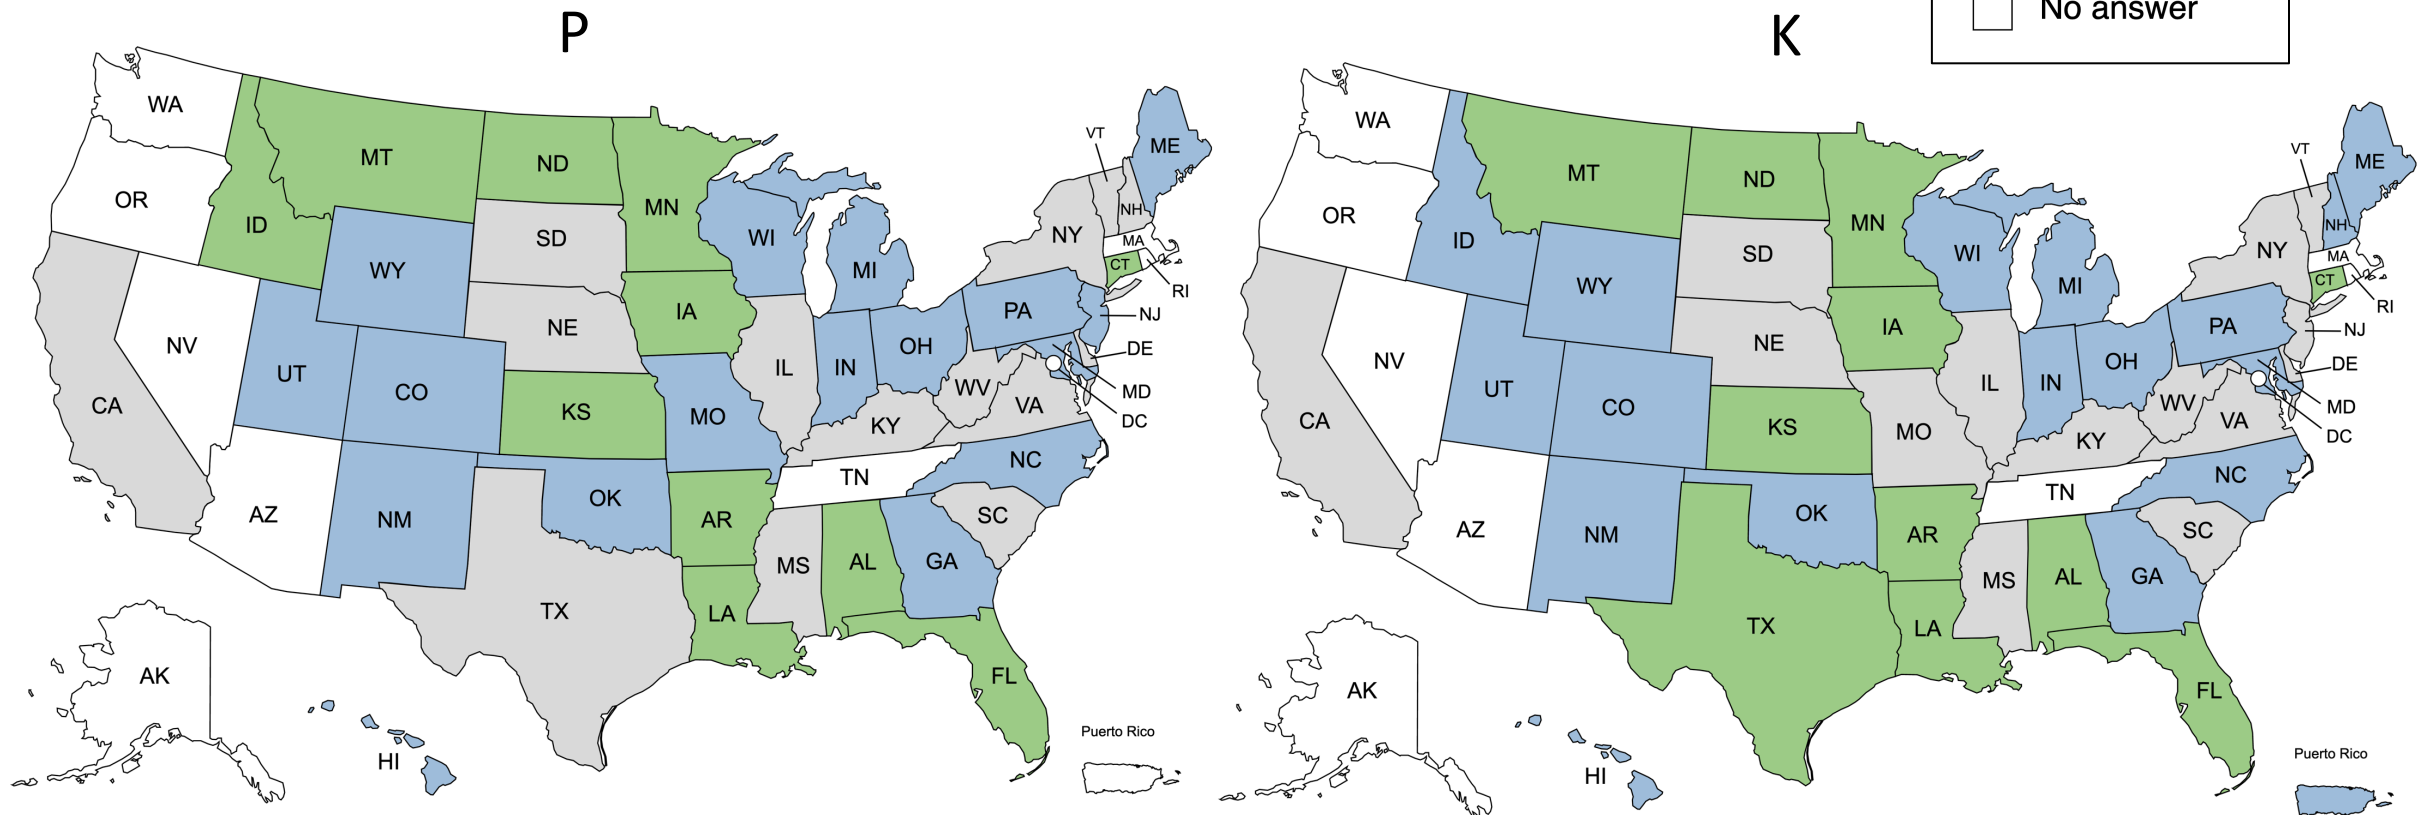 P
K
No answer
WA
OR
CA
NV
ID
MT
WY
UT
CO
AZ
NM
ND
SD
NE
KS
OK
TX
MN
IA
MO
AR
LA
WI
IL
MI
IN
OH
KY
TN
MS
AL
GA
FL
SC
NC
VA
WV
PA
NY
VT
NH
ME
MA
CT
RI
NJ
DE
MD
DC
AK
HI
Puerto Rico
WA
OR
CA
NV
ID
MT
WY
UT
CO
AZ
NM
ND
SD
NE
KS
OK
TX
MN
IA
MO
AR
LA
WI
IL
MI
IN
OH
KY
TN
MS
AL
GA
FL
SC
NC
VA
WV
PA
NY
VT
NH
ME
MA
CT
RI
NJ
DE
MD
DC
AK
HI
Puerto Rico